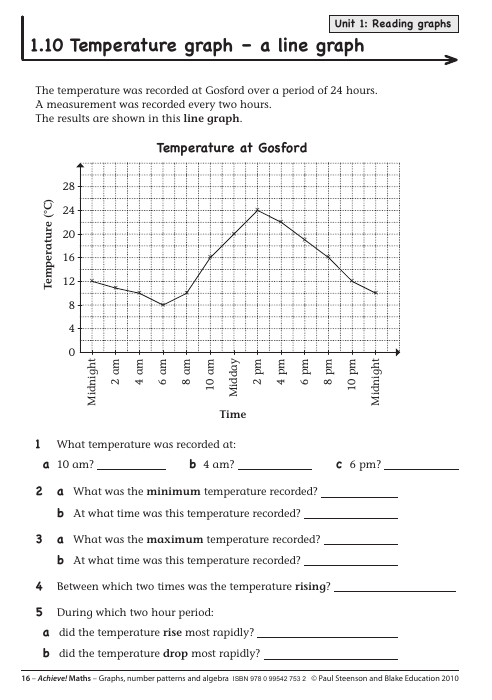 Unit 1: Reading graphs
1.10 Temperature graph – a line graph
The temperature was recorded at Gosford over a period of 24 hours.
A measurement was recorded every two hours.
The results are shown in this line graph.
Temperature at Gosford
Temperature (°C)
28
24
20
16
12
8
4
0
Midnight
2 am
4 am
6 am
8 am
10 am
Midday
2 pm
4 pm
6 pm
8 pm
10 pm
Midnight
Time
1 What temperature was recorded at:
a 10 am? b 4 am? c 6 pm?
2 a What was the minimum temperature recorded?
b At what time was this temperature recorded?
3 a What was the maximum temperature recorded?
b At what time was this temperature recorded?
4 Between which two times was the temperature rising?
5 During which two hour period:
a did the temperature rise most rapidly?
b did the temperature drop most rapidly?
16 – Achieve! Maths – Graphs, number patterns and algebra ISBN 978 0 99542 753 2 © Paul Steenson and Blake Education 2010